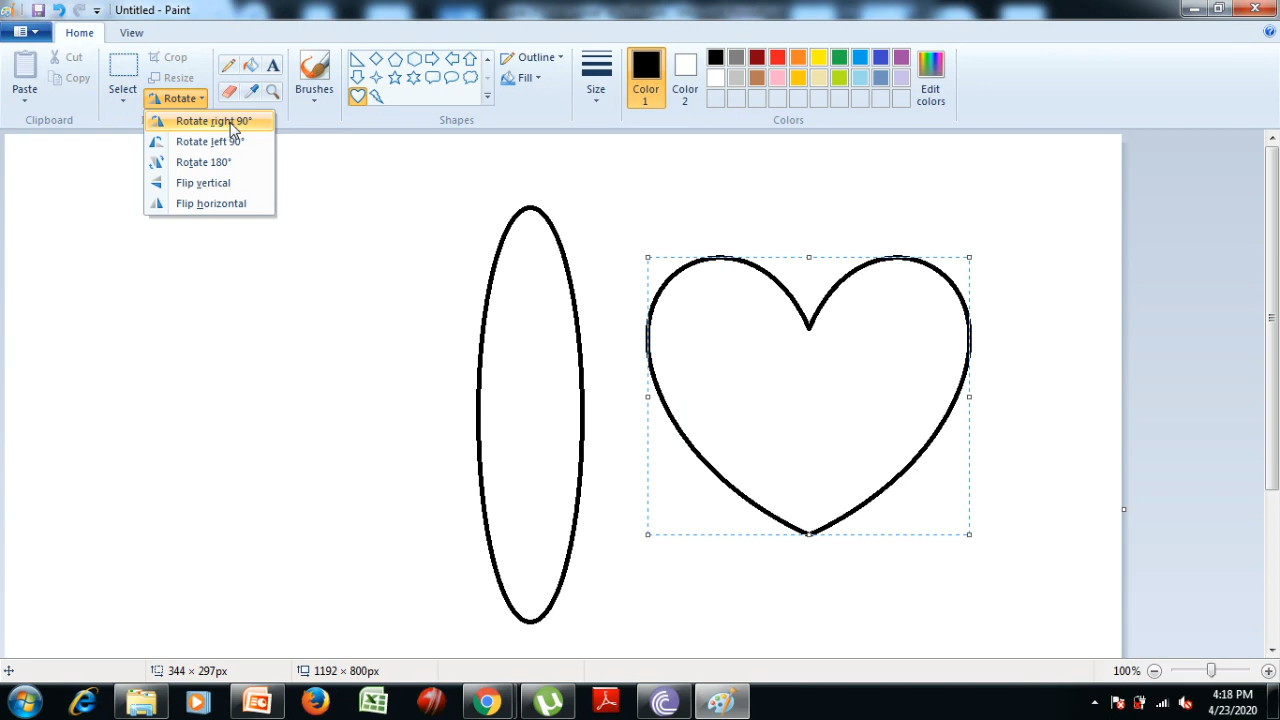 Untitled - Paint
Home
View
Paste
Cut
Copy
Clipboard
Select
Crop
Resize
Rotate
A
Brushes
Outline
Fill
Shapes
Size
Color 1
Color 2
Edit colors
Colors
Rotate right 90°
Rotate left 90°
Rotate 180°
Flip vertical
Flip horizontal
344 × 297px
1192 × 800px
100%
4:18 PM
4/23/2020